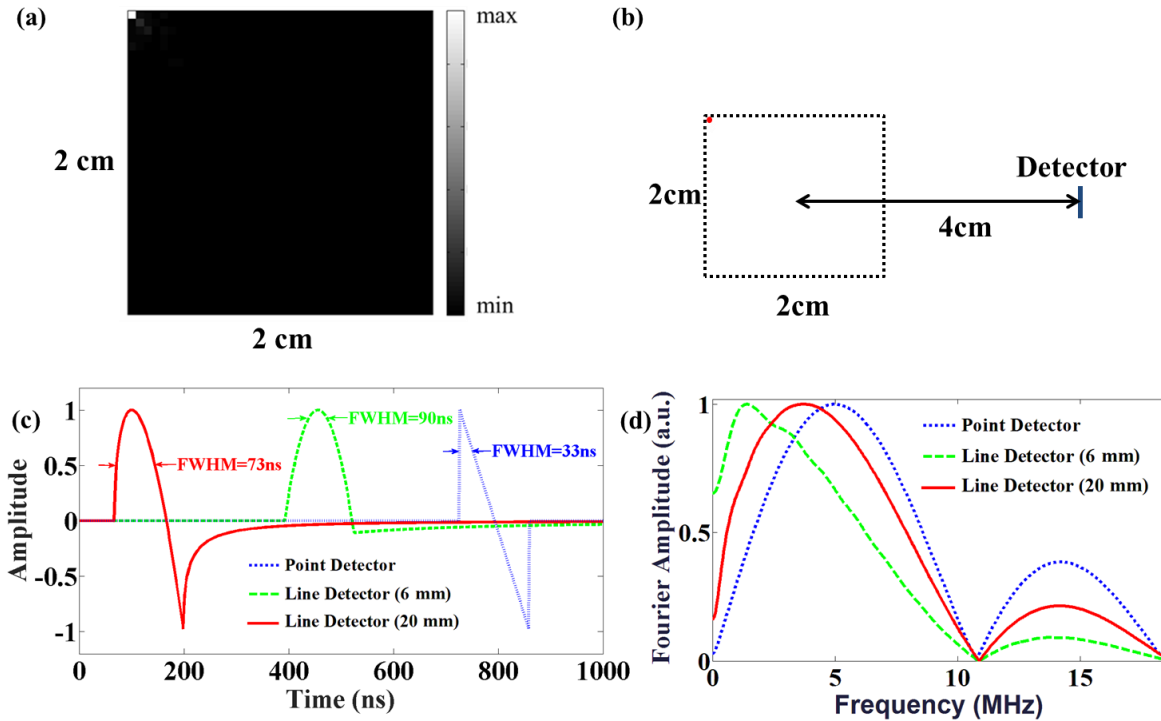 (a)
max
2 cm
min
2 cm
(b)
Detector
2cm
4cm
2cm
(c)
1
0.5
0
-0.5
-1
Amplitude
FWHM=73ns
FWHM=90ns
FWHM=33ns
Point Detector
Line Detector (6 mm)
Line Detector (20 mm)
0
200
400
600
800
1000
Time (ns)
(d)
1
0.5
0
Fourier Amplitude (a.u.)
Point Detector
Line Detector (6 mm)
Line Detector (20 mm)
0
5
10
15
Frequency (MHz)